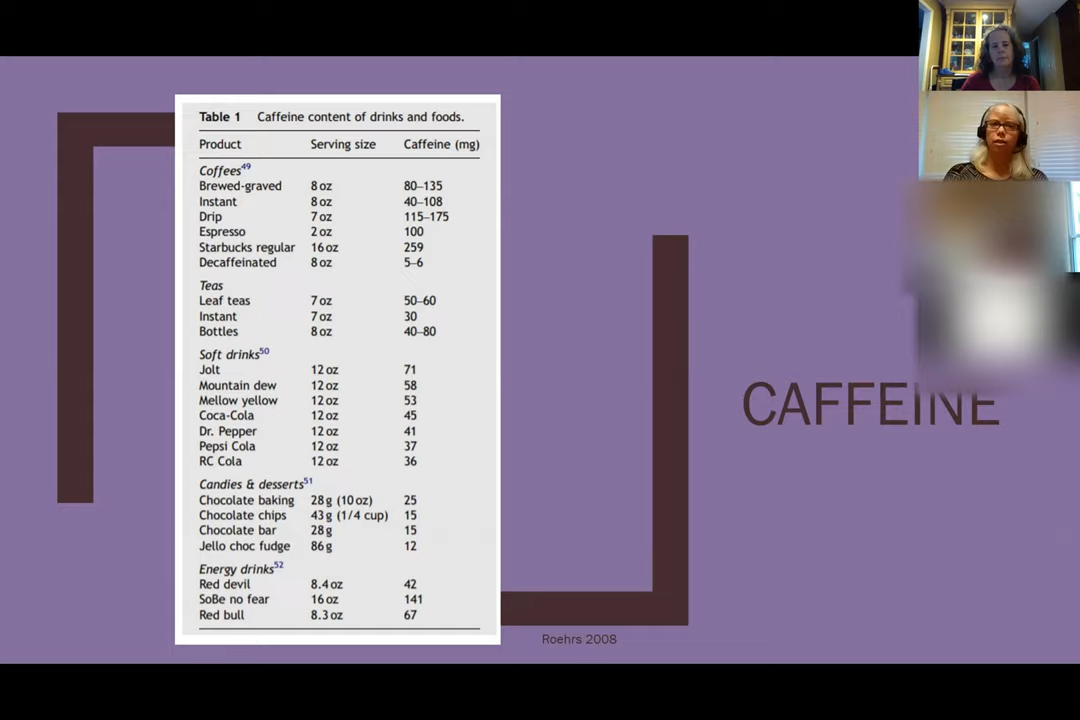 Table 1 Caffeine content of drinks and foods.
Product Serving size Caffeine (mg)
Coffees49
Brewed-graved 8 oz 80–135
Instant 8 oz 40–108
Drip 7 oz 115–175
Espresso 2 oz 100
Starbucks regular 16 oz 259
Decaffeinated 8 oz 5–6
Teas
Leaf teas 7 oz 50–60
Instant 7 oz 30
Bottles 8 oz 40–80
Soft drinks50
Jolt 12 oz 71
Mountain dew 12 oz 58
Mellow yellow 12 oz 53
Coca-Cola 12 oz 45
Dr. Pepper 12 oz 41
Pepsi Cola 12 oz 37
RC Cola 12 oz 36
Candies & desserts51
Chocolate baking 28 g (10 oz) 25
Chocolate chips 43 g (1/4 cup) 15
Chocolate bar 28 g 15
Jello choc fudge 86 g 12
Energy drinks52
Red devil 8.4 oz 42
SoBe no fear 16 oz 141
Red bull 8.3 oz 67
CAFFEINE
Roehrs 2008